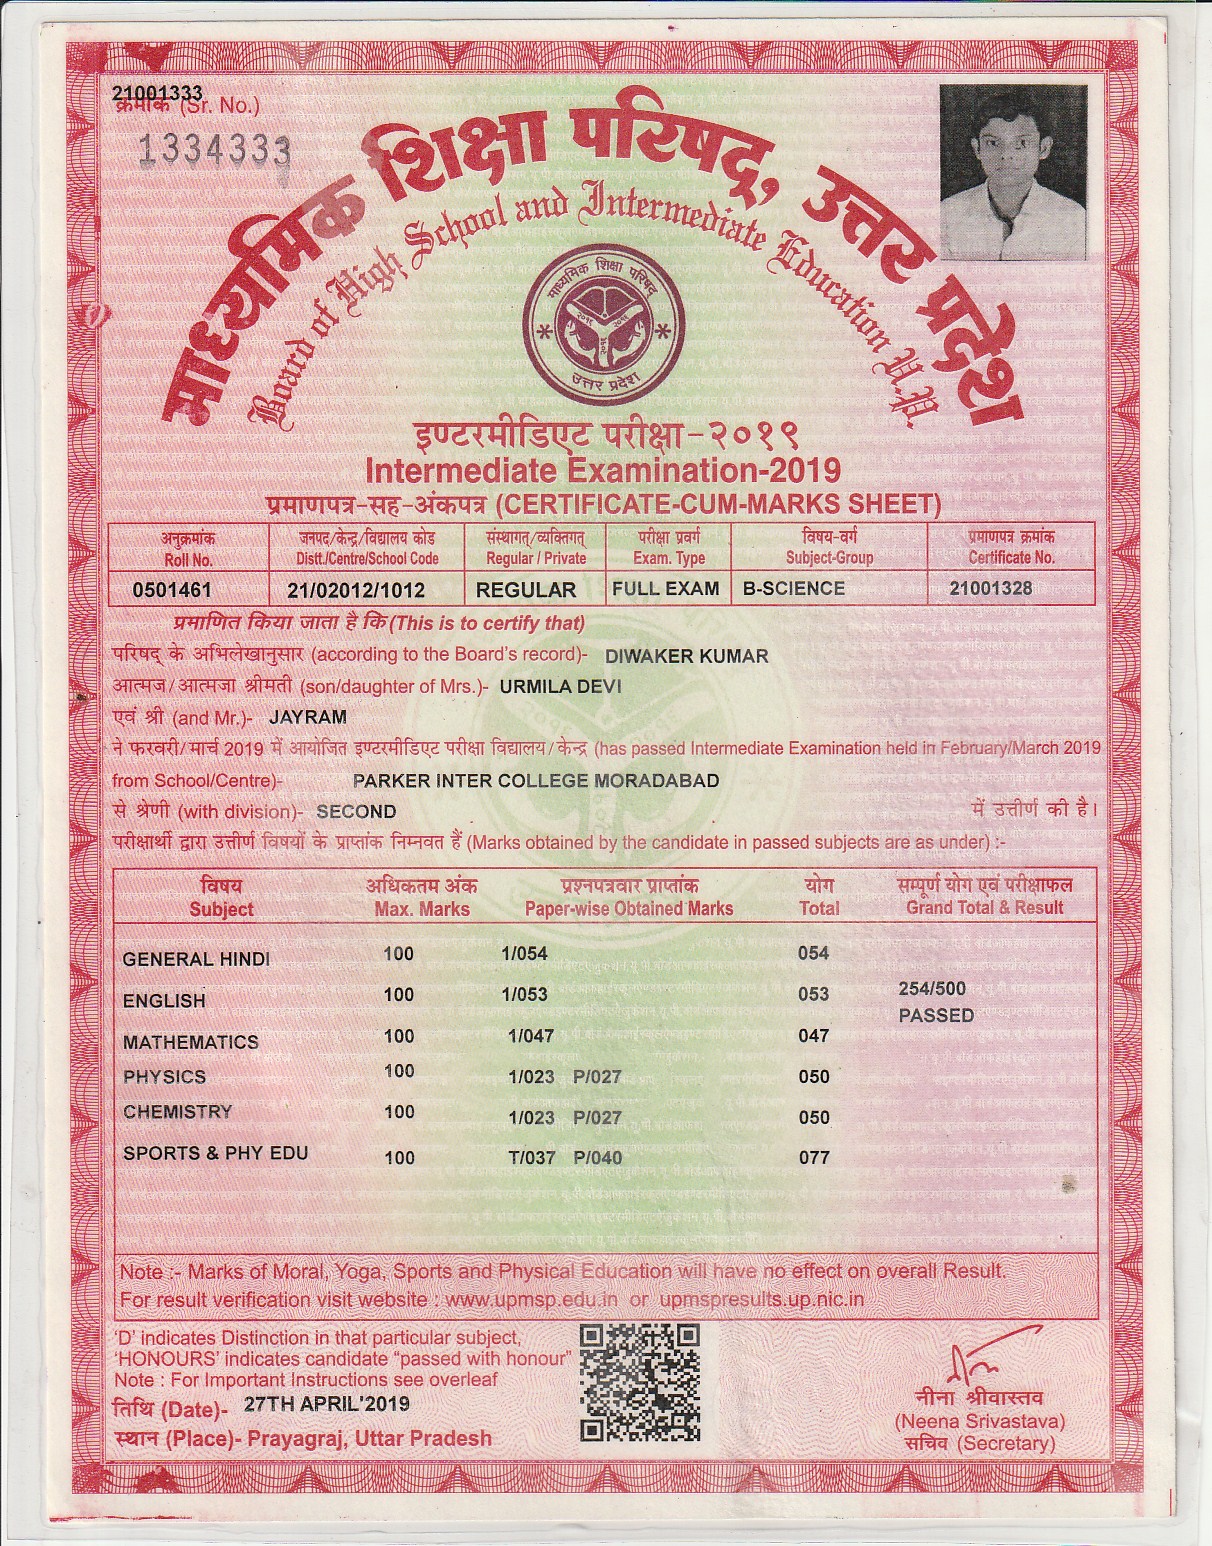 21001333
क्रमांक (Sr. No.)
1334333
माध्यमिक शिक्षा परिषद्, उत्तर प्रदेश
Board of High School and Intermediate Education U.P.
माध्यमिक शिक्षा परिषद्
उत्तर प्रदेश
इण्टरमीडिएट परीक्षा-२०१९
Intermediate Examination-2019
प्रमाणपत्र-सह-अंकपत्र (CERTIFICATE-CUM-MARKS SHEET)
अनुक्रमांक जनपद/केन्द्र/विद्यालय कोड संस्थागत्/व्यक्तिगत् परीक्षा प्रवर्ग विषय-वर्ग प्रमाणपत्र क्रमांक
Roll No. Distt./Centre/School Code Regular / Private Exam. Type Subject-Group Certificate No.
0501461 21/02012/1012 REGULAR FULL EXAM B-SCIENCE 21001328
प्रमाणित किया जाता है कि (This is to certify that)
परिषद् के अभिलेखानुसार (according to the Board's record)- DIWAKER KUMAR
आत्मज/आत्मजा श्रीमती (son/daughter of Mrs.)- URMILA DEVI
एवं श्री (and Mr.)- JAYRAM
ने फरवरी/मार्च 2019 में आयोजित इण्टरमीडिएट परीक्षा विद्यालय/केन्द्र (has passed Intermediate Examination held in February/March 2019
from School/Centre)- PARKER INTER COLLEGE MORADABAD
से श्रेणी (with division)- SECOND में उत्तीर्ण की है।
परीक्षार्थी द्वारा उत्तीर्ण विषयों के प्राप्तांक निम्नवत हैं (Marks obtained by the candidate in passed subjects are as under) :-
विषय अधिकतम अंक प्रश्नपत्रवार प्राप्तांक योग सम्पूर्ण योग एवं परीक्षाफल
Subject Max. Marks Paper-wise Obtained Marks Total Grand Total & Result
GENERAL HINDI 100 1/054 054
ENGLISH 100 1/053 053 254/500
PASSED
MATHEMATICS 100 1/047 047
PHYSICS 100 1/023 P/027 050
CHEMISTRY 100 1/023 P/027 050
SPORTS & PHY EDU 100 T/037 P/040 077
Note :- Marks of Moral, Yoga, Sports and Physical Education will have no effect on overall Result.
For result verification visit website : www.upmsp.edu.in or upmspresults.up.nic.in
'D' indicates Distinction in that particular subject,
'HONOURS' indicates candidate "passed with honour"
Note : For Important Instructions see overleaf
तिथि (Date)- 27TH APRIL'2019
स्थान (Place)- Prayagraj, Uttar Pradesh
नीना श्रीवास्तव
(Neena Srivastava)
सचिव (Secretary)